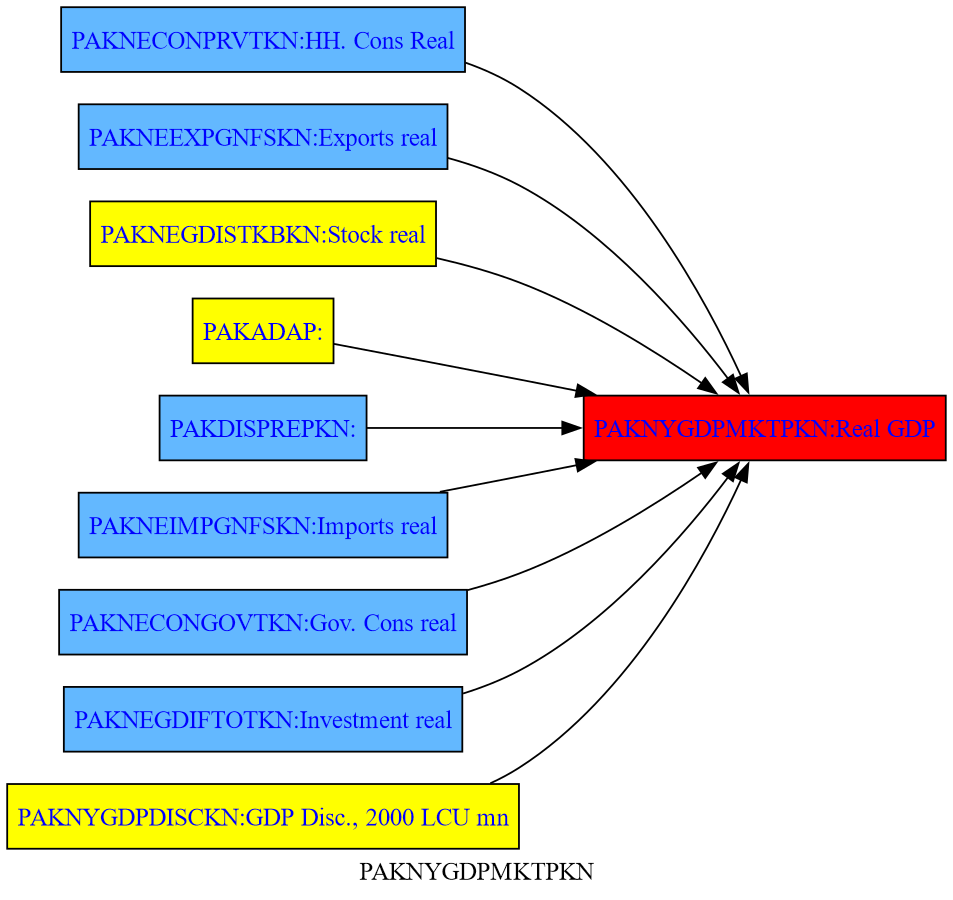 PAKNECONPRVTKN:HH. Cons Real
PAKNEEXPGNFSKN:Exports real
PAKNEGDISTKBKN:Stock real
PAKADAP:
PAKDISPREPKN:
PAKNYGDPMKTPKN:Real GDP
PAKNEIMPGNFSKN:Imports real
PAKNECONGOVTKN:Gov. Cons real
PAKNEGDIFTOTKN:Investment real
PAKNYGDPDISCKN:GDP Disc., 2000 LCU mn
PAKNYGDPMKTPKN